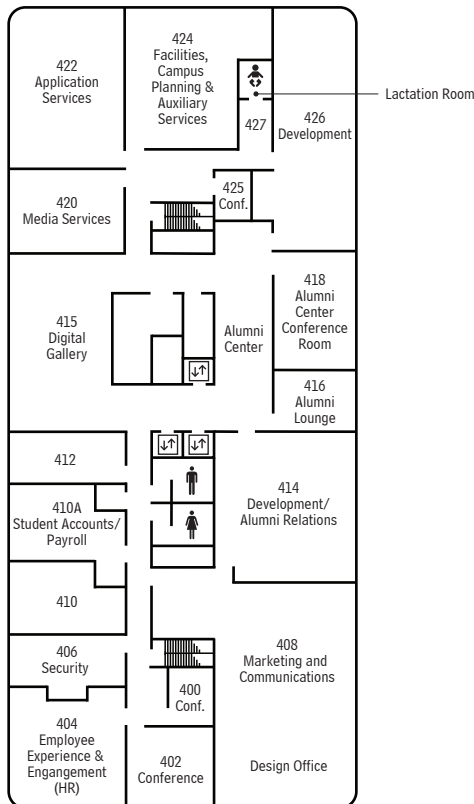 422
Application
Services
424
Facilities,
Campus
Planning &
Auxiliary
Services
427
426
Development
Lactation Room
420
Media Services
425
Conf.
415
Digital
Gallery
Alumni
Center
418
Alumni
Center
Conference
Room
416
Alumni
Lounge
412
410A
Student Accounts/
Payroll
414
Development/
Alumni Relations
410
406
Security
408
Marketing and
Communications
400
Conf.
404
Employee
Experience &
Engangement
(HR)
402
Conference
Design Office